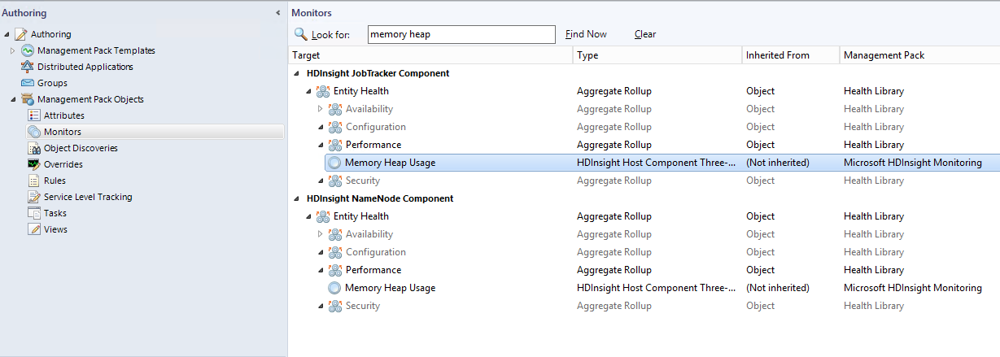 Authoring
Authoring
Management Pack Templates
Distributed Applications
Groups
Management Pack Objects
Attributes
Monitors
Object Discoveries
Overrides
Rules
Service Level Tracking
Tasks
Views
Monitors
Look for: memory heap Find Now Clear
Target Type Inherited From Management Pack
HDInsight JobTracker Component
Entity Health Aggregate Rollup Object Health Library
Availability Aggregate Rollup Object Health Library
Configuration Aggregate Rollup Object Health Library
Performance Aggregate Rollup Object Health Library
Memory Heap Usage HDInsight Host Component Three-... (Not inherited) Microsoft HDInsight Monitoring
Security Aggregate Rollup Object Health Library
HDInsight NameNode Component
Entity Health Aggregate Rollup Object Health Library
Availability Aggregate Rollup Object Health Library
Configuration Aggregate Rollup Object Health Library
Performance Aggregate Rollup Object Health Library
Memory Heap Usage HDInsight Host Component Three-... (Not inherited) Microsoft HDInsight Monitoring
Security Aggregate Rollup Object Health Library